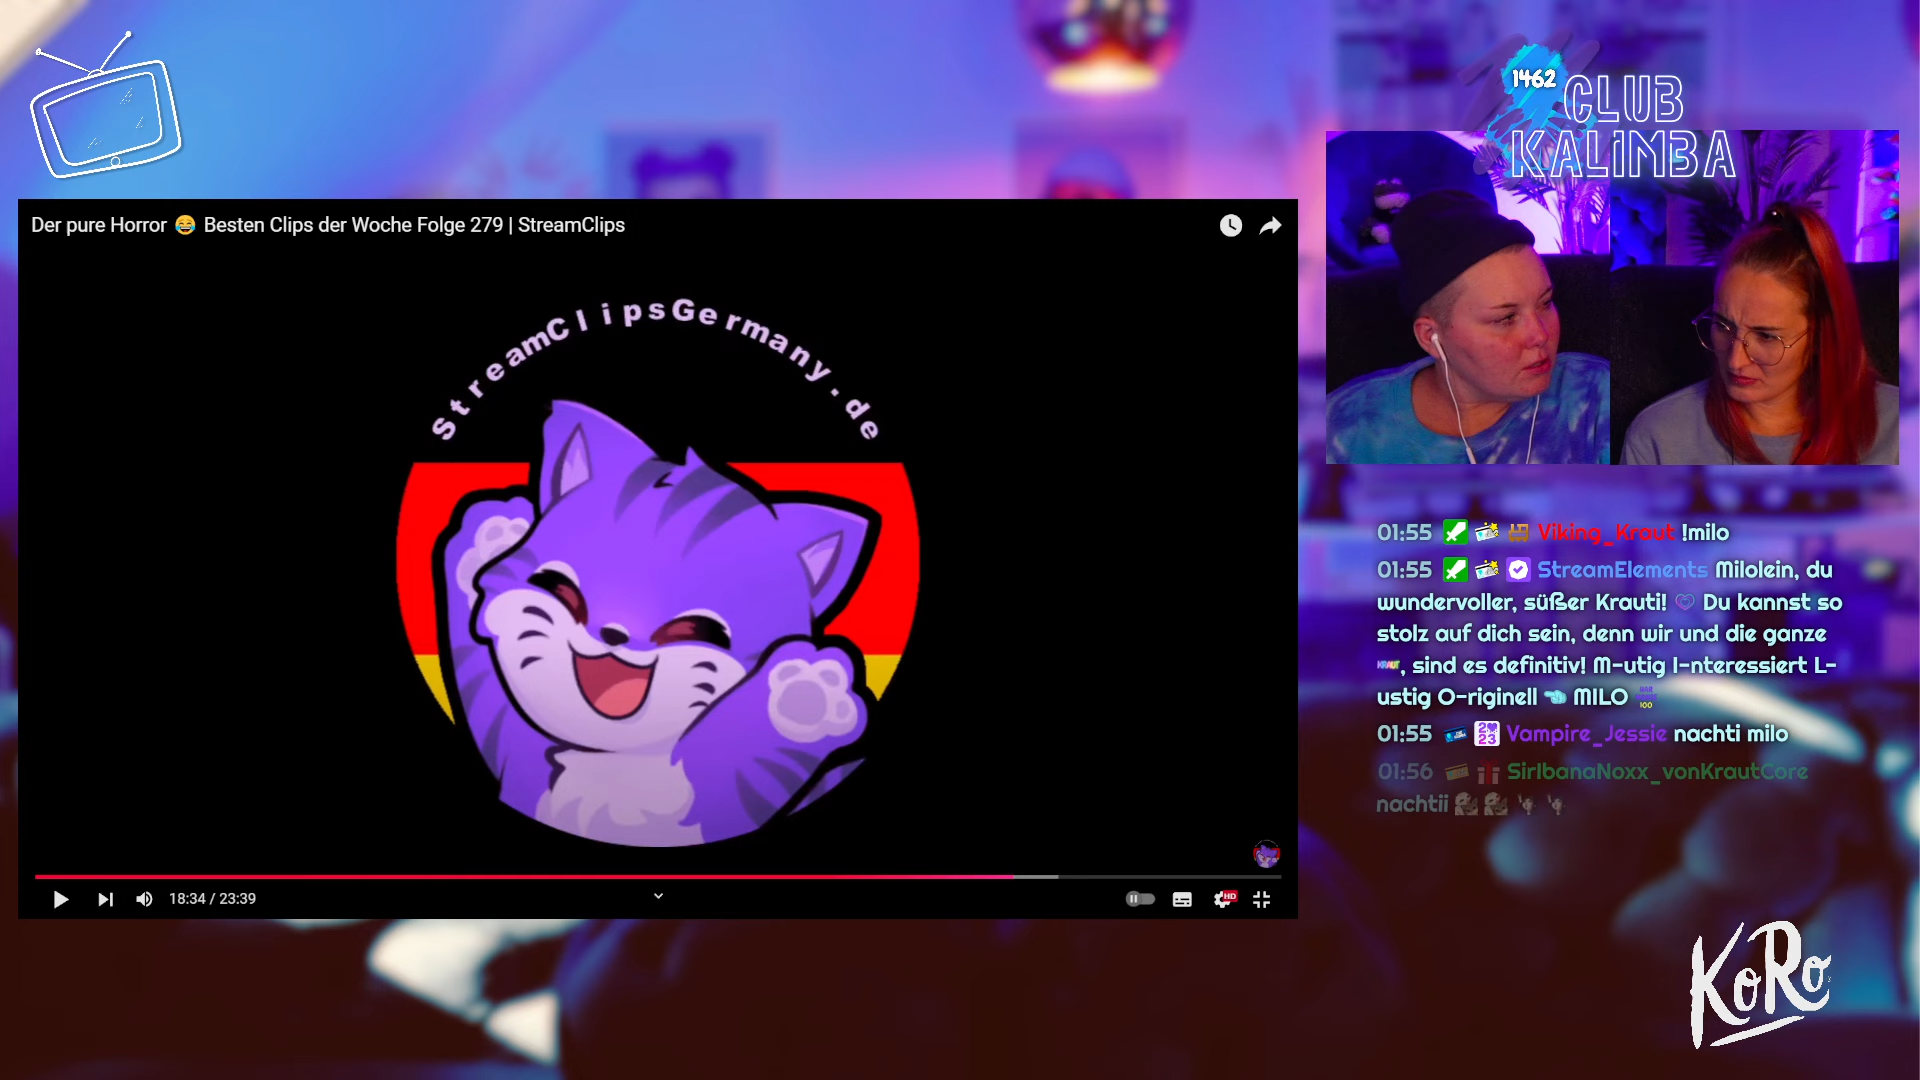 1462
CLUB
KALIMBA
Der pure Horror 😂 Besten Clips der Woche Folge 279 | StreamClips
StreamClipsGermany.de
18:34 / 23:39
HD
01:55 Viking_Kraut !milo
01:55 StreamElements Milolein, du
wundervoller, süßer Krauti! Du kannst so
stolz auf dich sein, denn wir und die ganze
KRAUT, sind es definitiv! M-utig I-nteressiert L-
ustig O-riginell MILO
01:55 Vampire_Jessie nachti milo
01:56 SirIbanaNoxx_vonKrautCore
nachtii
KoRo